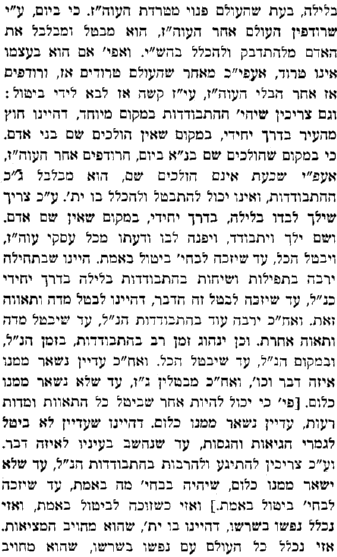 בלילה, בעת שהעולם פנוי מטרדת העוה"ז. כי ביום, ע"י
שרודפין העולם אחר העוה"ז, הוא מבטל ומבלבל את
האדם מלהתדבק ולהכלל בהש"י. ואפי' אם הוא בעצמו
אינו טרוד, אעפי"כ מאחר שהעולם טרודים אז, ורודפים
אז אחר הבלי העוה"ז, עי"ז קשה אז לבא לידי ביטול:
וגם צריכין שיהי' ההתבודדות במקום מיוחד, דהיינו חוץ
מהעיר בדרך יחידי, במקום שאין הולכים שם בני אדם.
כי במקום שהולכים שם בנ"א ביום, הרודפים אחר העוה"ז,
אעפ"י שכעת אינם הולכים שם, הוא מבלבל ג"כ
ההתבודדות, ואינו יכול להתבטל ולהכלל בו ית'. ע"כ צריך
שילך לבדו בלילה, בדרך יחידי, במקום שאין שם אדם.
ושם ילך ויתבודד, ויפנה לבו ודעתו מכל עסקי עוה"ז,
ויבטל הכל, עד שיזכה לבחי' ביטול באמת. היינו שבתחילה
ירבה בתפילות ושיחות בהתבודדות בלילה בדרך יחידי
כנ"ל, עד שיזכה לבטל זה הדבר, דהיינו לבטל מדה ותאווה
זאת. ואח"כ ירבה עוד בהתבודדות הנ"ל, עד שיבטל מדה
ותאוה אחרת. וכן ינהוג זמן רב בהתבודדות, בזמן הנ"ל,
ובמקום הנ"ל, עד שיבטל הכל. ואח"כ עדיין נשאר ממנו
איזה דבר וכו', ואח"כ מבטלין ג"ז, עד שלא נשאר ממנו
כלום. [פי' כי יכול להיות אחר שביטל כל התאוות ומדות
רעות, עדיין נשאר ממנו כלום. דהיינו שעדיין לא ביטל
לגמרי הגיאות והגסות, עד שנחשב בעיניו לאיזה דבר.
וע"כ צריכין להתיגע ולהרבות בהתבודדות הנ"ל, עד שלא
ישאר ממנו כלום, שיהיה בבחי' מה באמת, עד שיזכה
לבחי' ביטול באמת.] ואזי כשזוכה לביטול באמת, ואזי
נכלל נפשו בשרשו, דהיינו בו ית', שהוא מחויב המציאות.
אזי נכלל כל העולם עם נפשו בשרשו, שהוא מחויב